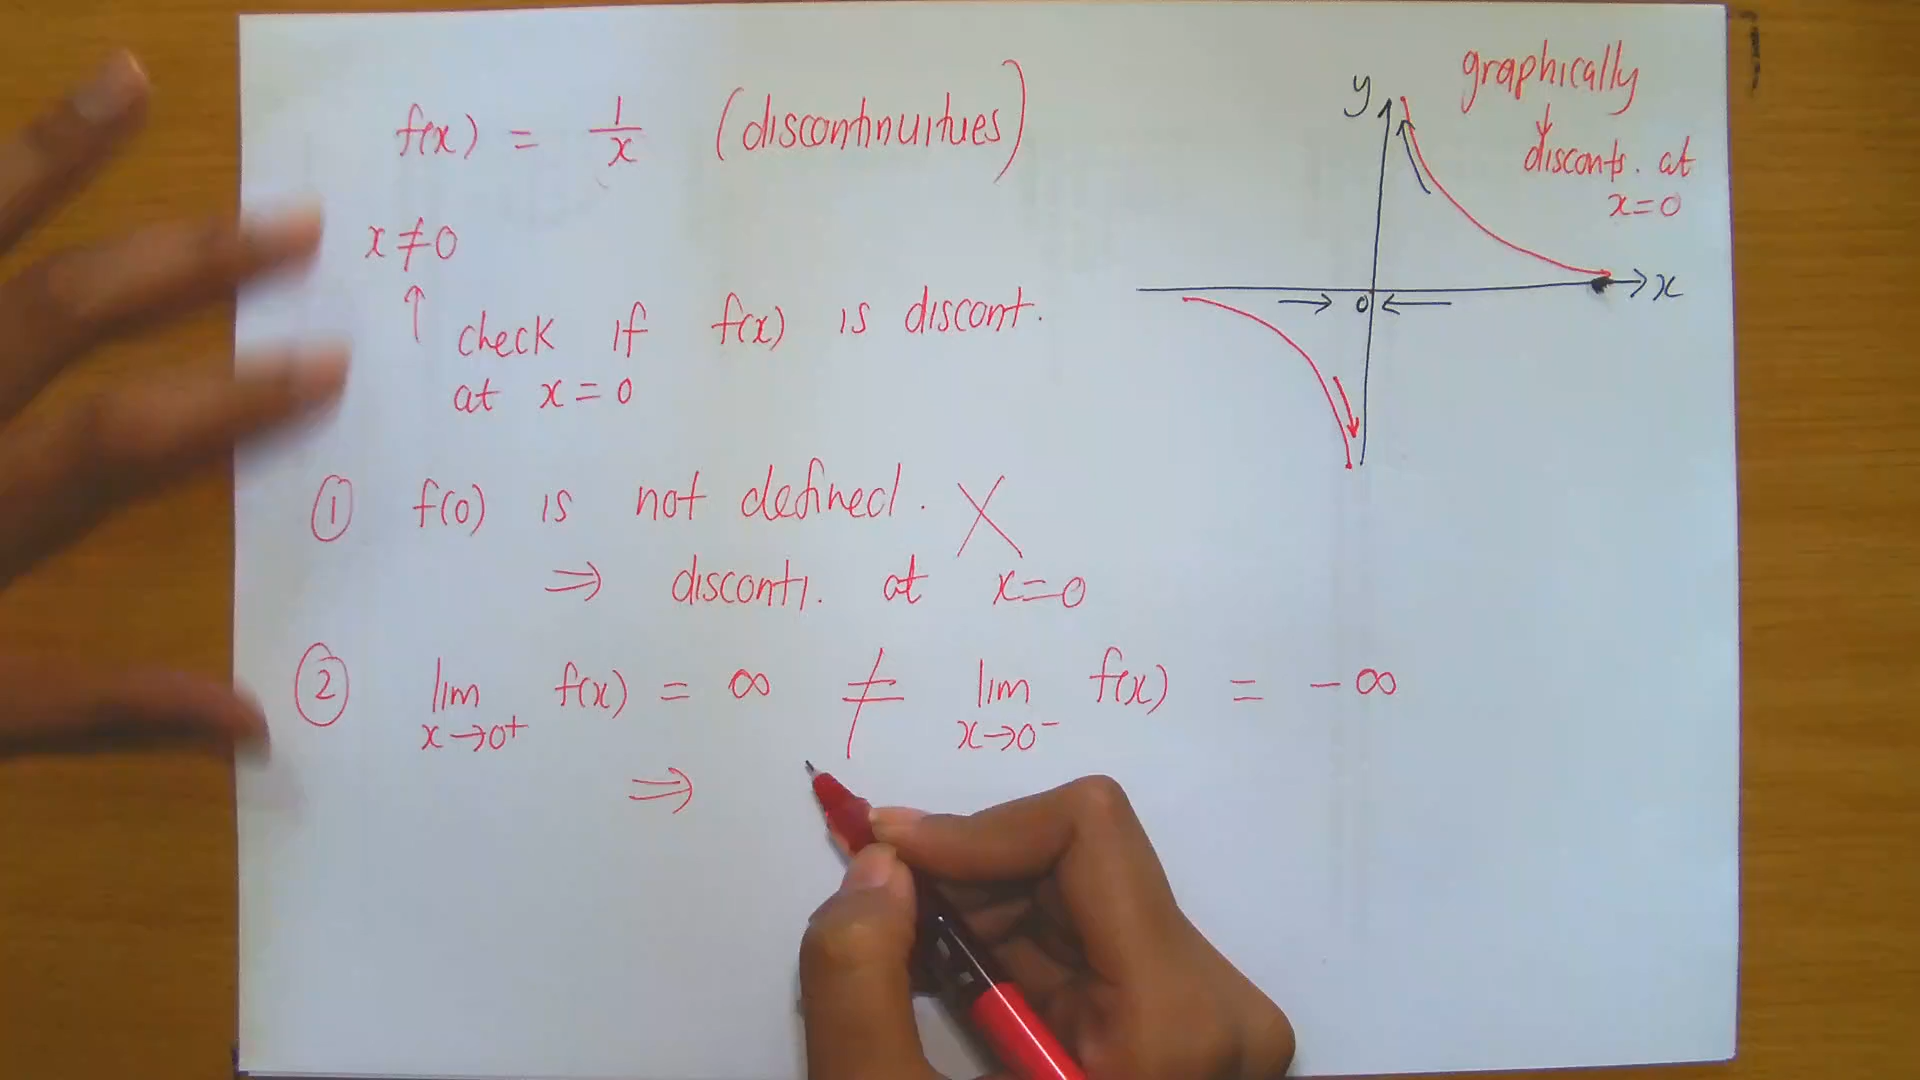 f(x) = 1/x (discontinuities)
x ≠ 0
↑ check if f(x) is discont.
at x = 0
① f(0) is not defined. X
⇒ discont. at x=0
② lim x→0+ f(x) = ∞ ≠ lim x→0- f(x) = -∞
⇒
graphically
↓
disconts. at
x=0
y
x
→ 0 ←